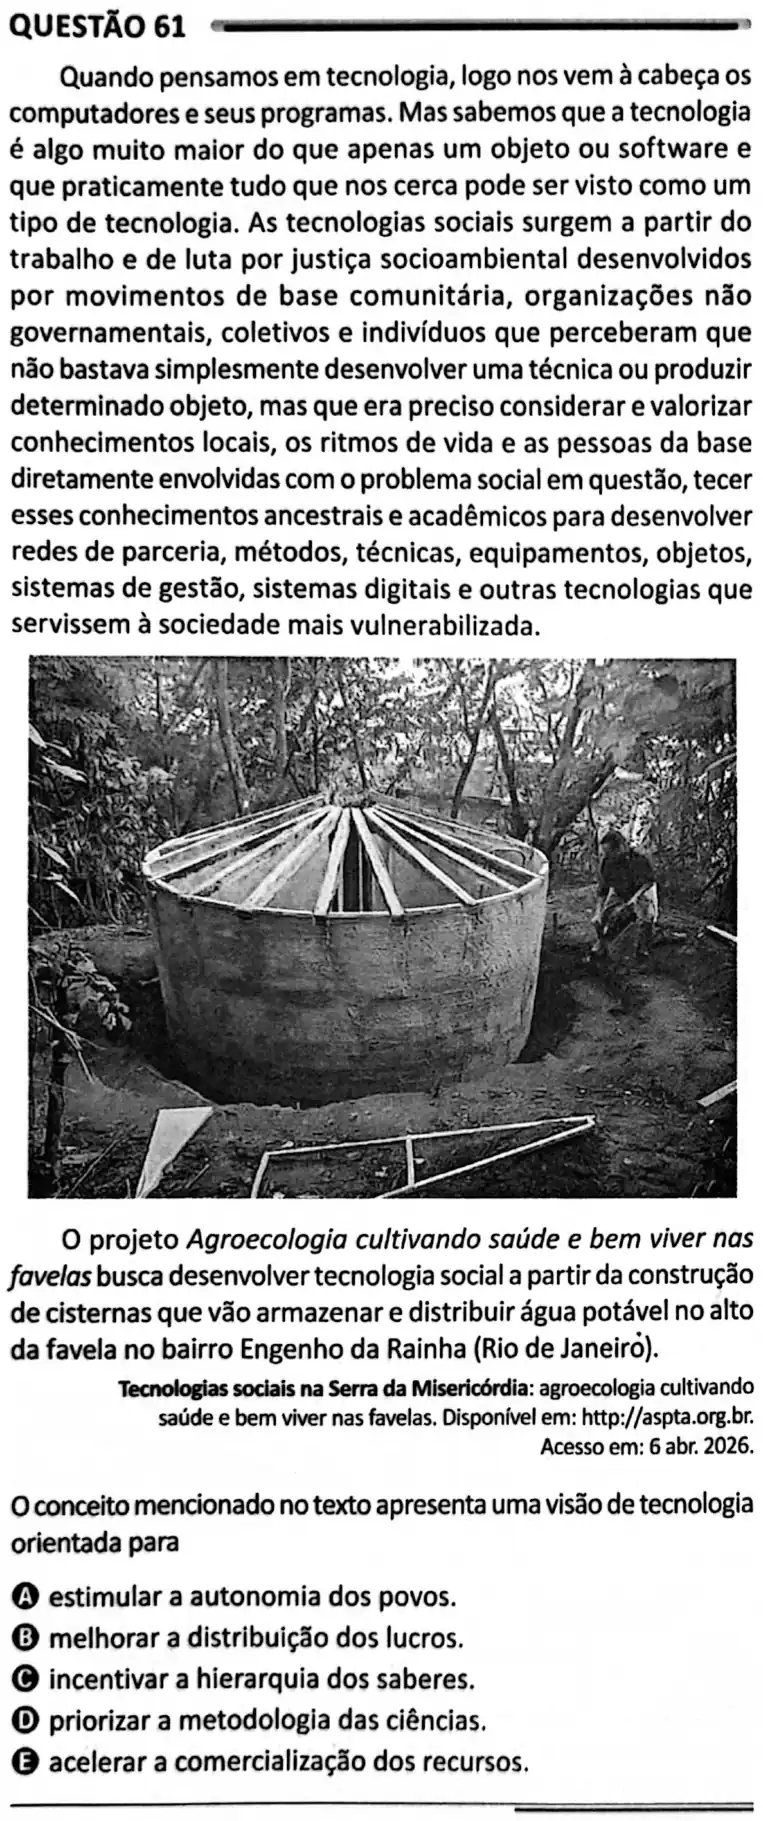 QUESTÃO 61
Quando pensamos em tecnologia, logo nos vem à cabeça os
computadores e seus programas. Mas sabemos que a tecnologia
é algo muito maior do que apenas um objeto ou software e
que praticamente tudo que nos cerca pode ser visto como um
tipo de tecnologia. As tecnologias sociais surgem a partir do
trabalho e de luta por justiça socioambiental desenvolvidos
por movimentos de base comunitária, organizações não
governamentais, coletivos e indivíduos que perceberam que
não bastava simplesmente desenvolver uma técnica ou produzir
determinado objeto, mas que era preciso considerar e valorizar
conhecimentos locais, os ritmos de vida e as pessoas da base
diretamente envolvidas com o problema social em questão, tecer
esses conhecimentos ancestrais e acadêmicos para desenvolver
redes de parceria, métodos, técnicas, equipamentos, objetos,
sistemas de gestão, sistemas digitais e outras tecnologias que
servissem à sociedade mais vulnerabilizada.
O projeto Agroecologia cultivando saúde e bem viver nas
favelas busca desenvolver tecnologia social a partir da construção
de cisternas que vão armazenar e distribuir água potável no alto
da favela no bairro Engenho da Rainha (Rio de Janeiro).
Tecnologias sociais na Serra da Misericórdia: agroecologia cultivando
saúde e bem viver nas favelas. Disponível em: http://aspta.org.br.
Acesso em: 6 abr. 2026.
O conceito mencionado no texto apresenta uma visão de tecnologia
orientada para
A estimular a autonomia dos povos.
B melhorar a distribuição dos lucros.
C incentivar a hierarquia dos saberes.
D priorizar a metodologia das ciências.
E acelerar a comercialização dos recursos.